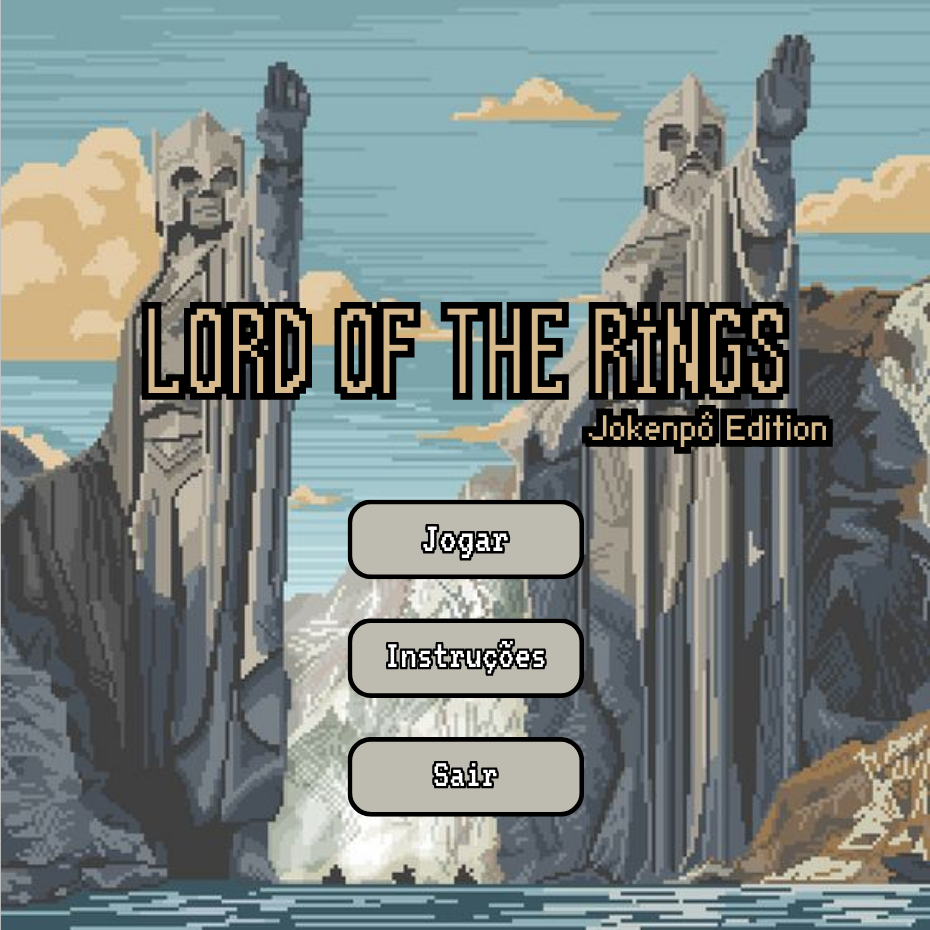 LORD OF THE RiNGS
Jokenpô Edition
Jogar
Instruções
Sair